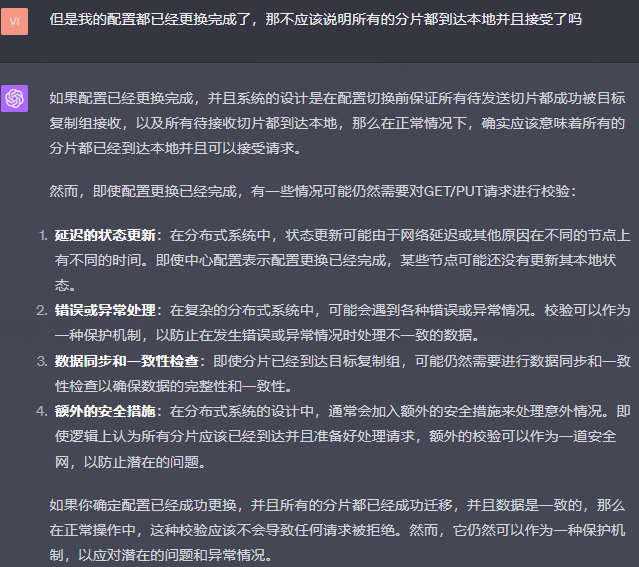 VI
但是我的配置都已经更换完成了，那不应该说明所有的分片都到达本地并且接受了吗
如果配置已经更换完成，并且系统的设计是在配置切换前保证所有待发送切片都成功被目标
复制组接收，以及所有待接收切片都到达本地，那么在正常情况下，确实应该意味着所有的
分片都已经到达本地并且可以接受请求。
然而，即使配置更换已经完成，有一些情况可能仍然需要对GET/PUT请求进行校验：
1. 延迟的状态更新：在分布式系统中，状态更新可能由于网络延迟或其他原因在不同的节点上
有不同的时间。即使中心配置表示配置更换已经完成，某些节点可能还没有更新其本地状
态。
2. 错误或异常处理：在复杂的分布式系统中，可能会遇到各种错误或异常情况。校验可以作为
一种保护机制，以防止在发生错误或异常情况时处理不一致的数据。
3. 数据同步和一致性检查：即使分片已经到达目标复制组，可能仍然需要进行数据同步和一致
性检查以确保数据的完整性和一致性。
4. 额外的安全措施：在分布式系统的设计中，通常会加入额外的安全措施来处理意外情况。即
使逻辑上认为所有分片应该已经到达并且准备好处理请求，额外的校验可以作为一道安全
网，以防止潜在的问题。
如果你确定配置已经成功更换，并且所有的分片都已经成功迁移，并且数据是一致的，那么
在正常操作中，这种校验应该不会导致任何请求被拒绝。然而，它仍然可以作为一种保护机
制，以应对潜在的问题和异常情况。